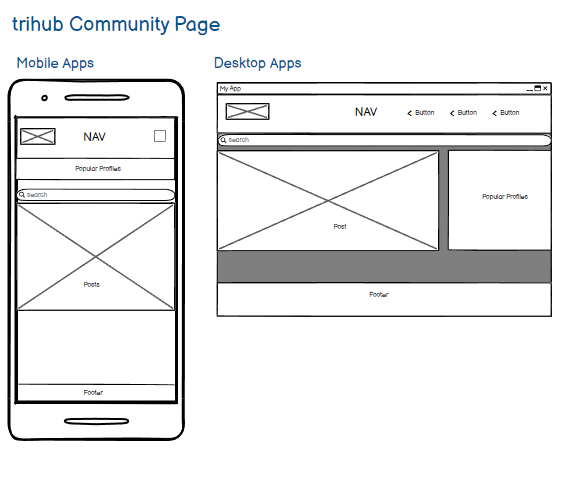 trihub Community Page
Mobile Apps
NAV
Popular Profiles
search
Posts
Footer
Desktop Apps
My App
NAV
Button
Button
Button
search
Post
Popular Profiles
Footer